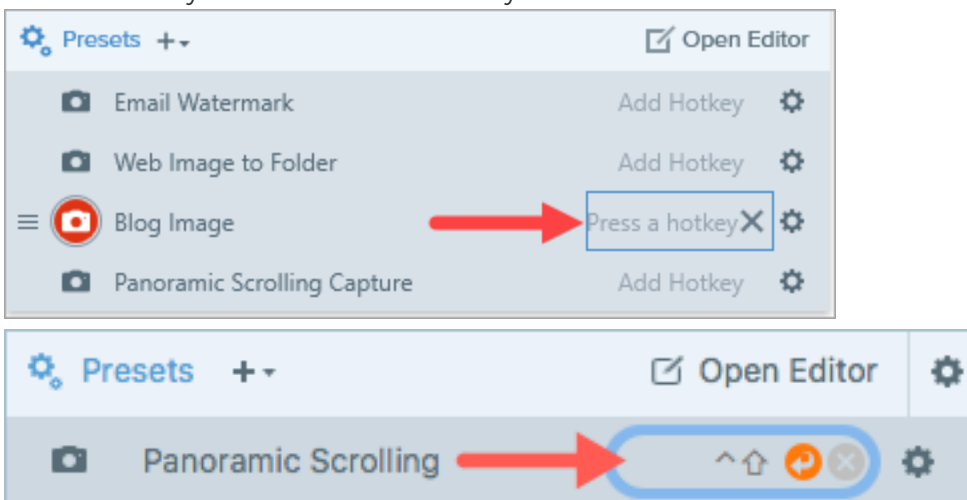 Presets Open Editor
Email Watermark Add Hotkey
Web Image to Folder Add Hotkey
Blog Image Press a hotkey
Panoramic Scrolling Capture Add Hotkey
Presets Open Editor
Panoramic Scrolling